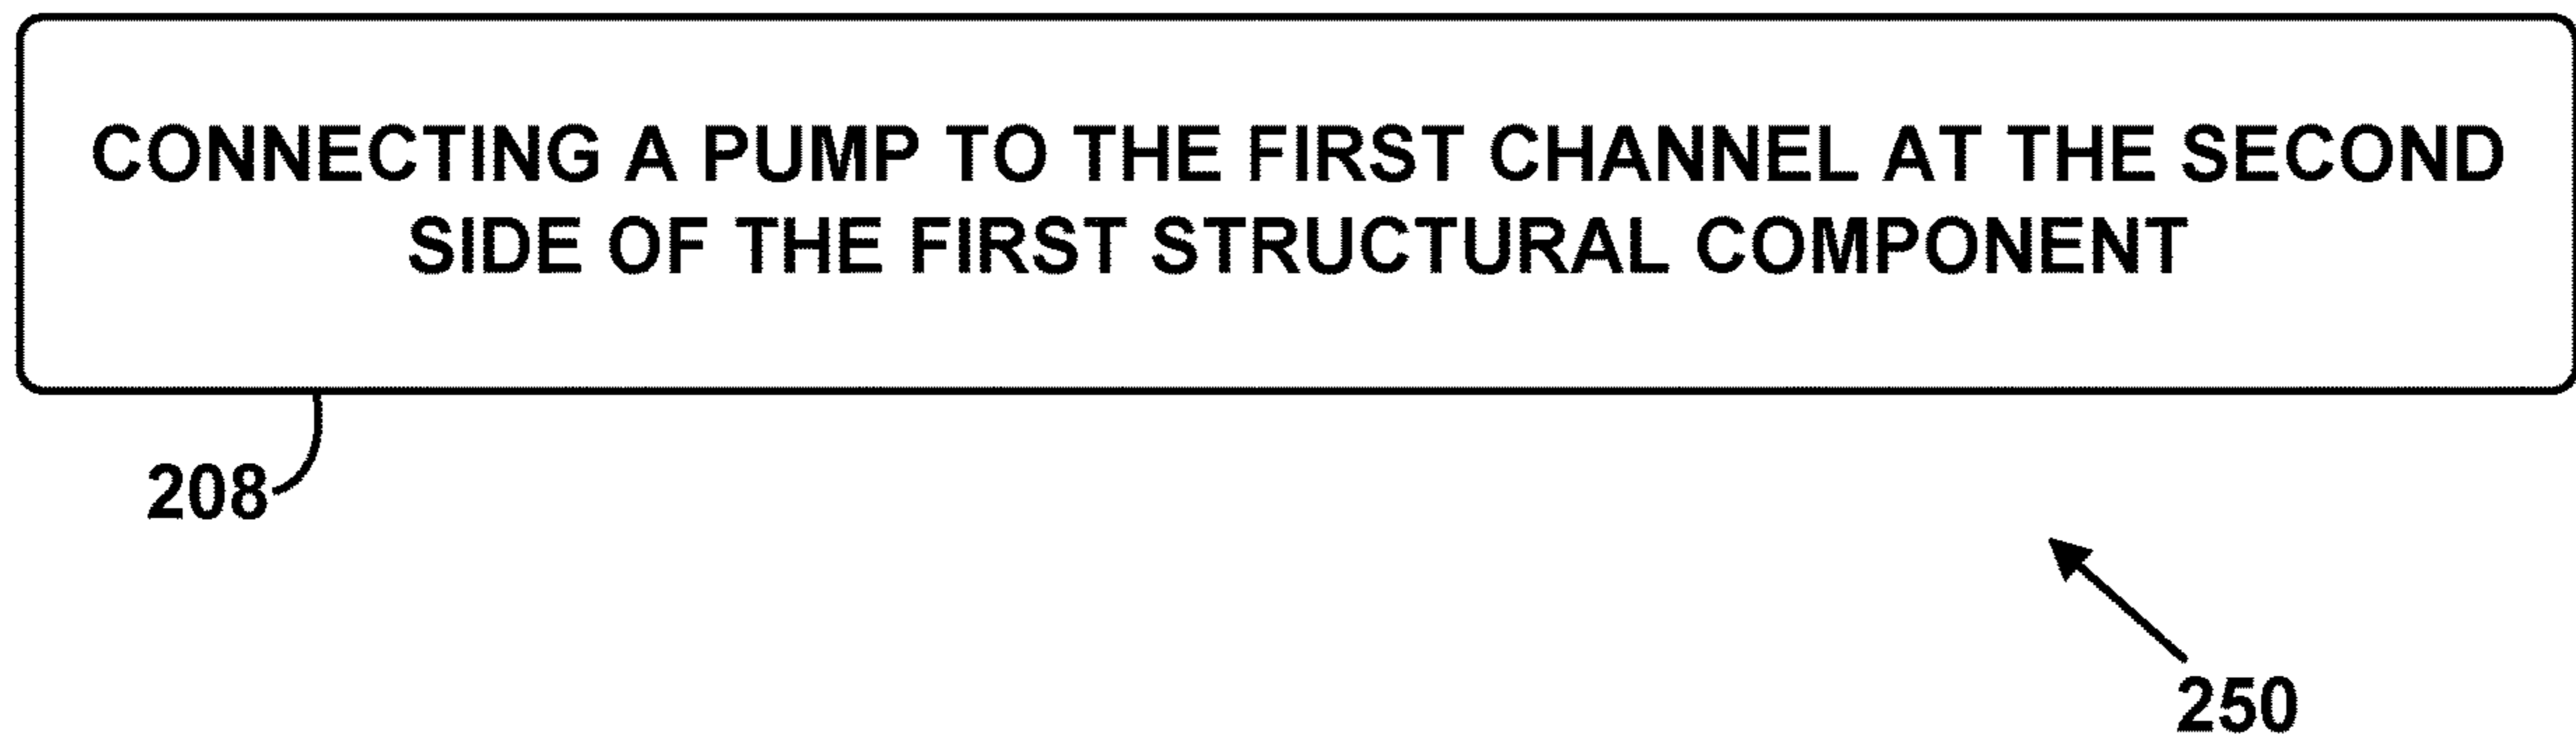 CONNECTING A PUMP TO THE FIRST CHANNEL AT THE SECOND
SIDE OF THE FIRST STRUCTURAL COMPONENT
208
250